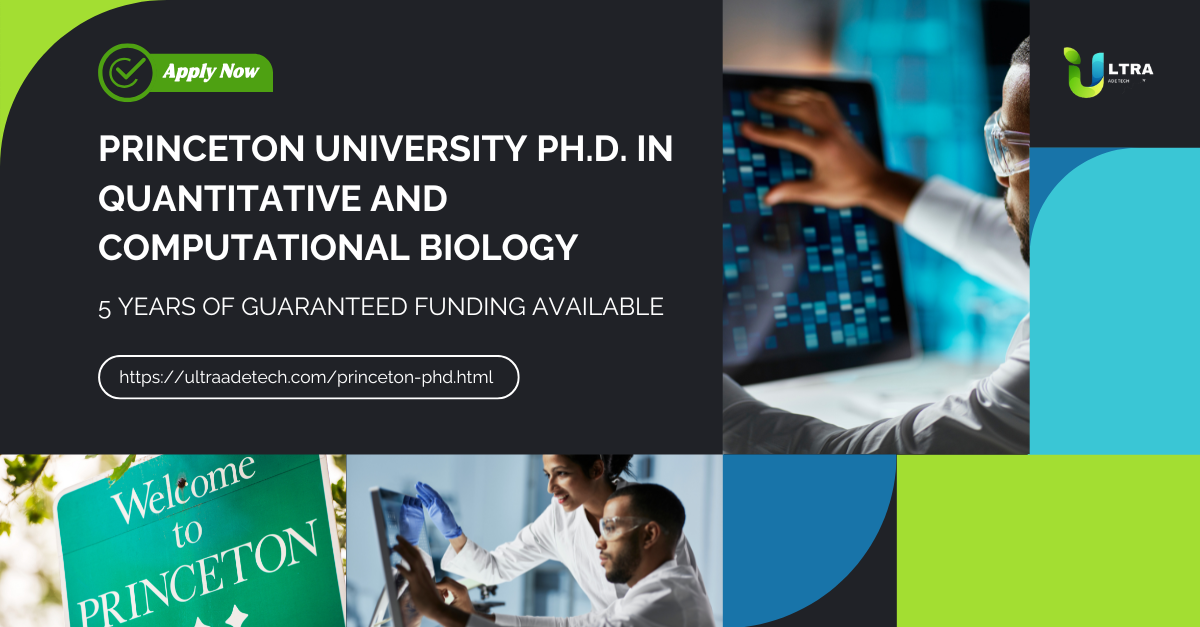 Apply Now
PRINCETON UNIVERSITY PH.D. IN
QUANTITATIVE AND
COMPUTATIONAL BIOLOGY
5 YEARS OF GUARANTEED FUNDING AVAILABLE
https://ultraadetech.com/princeton-phd.html
ULTRA
ADETECH
Welcome
to
PRINCETON